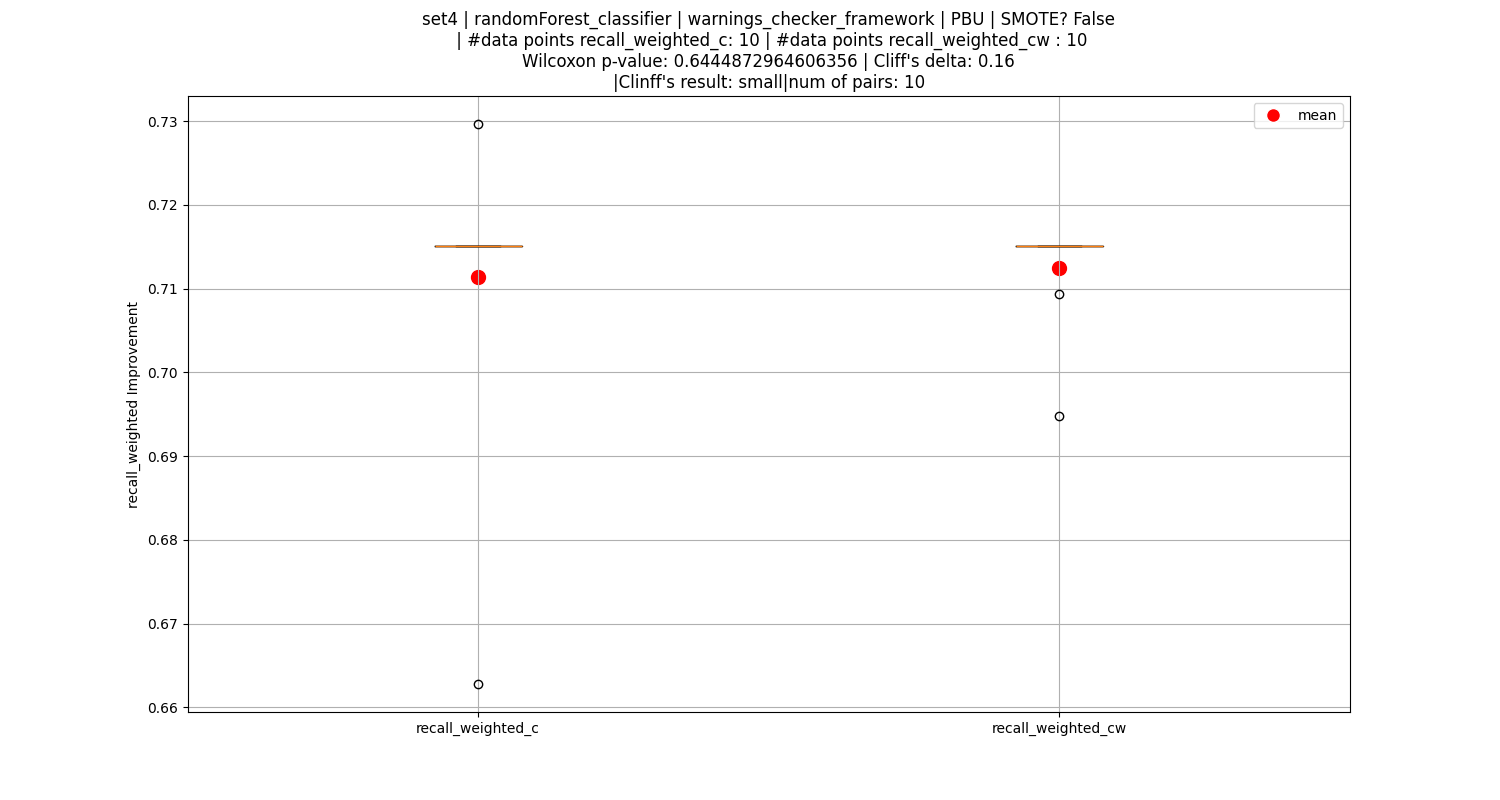 set4 | randomForest_classifier | warnings_checker_framework | PBU | SMOTE? False
| #data points recall_weighted_c: 10 | #data points recall_weighted_cw : 10
Wilcoxon p-value: 0.6444872964606356 | Cliff's delta: 0.16
|Clinff's result: small|num of pairs: 10
mean
0.73
0.72
0.71
0.70
0.69
0.68
0.67
0.66
recall_weighted Improvement
recall_weighted_c
recall_weighted_cw